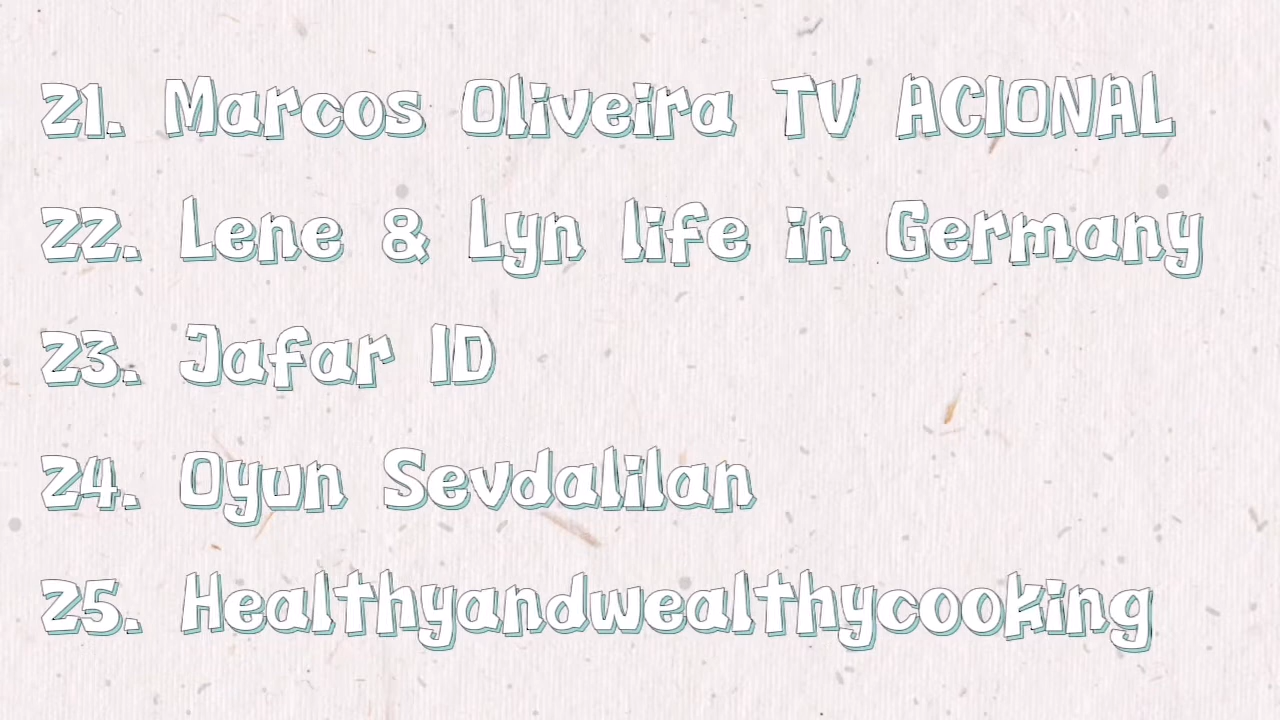 21. Marcos Oliveira TV ACIONAL
22. Lene & Lyn life in Germany
23. Jafar ID
24. Oyun Sevdalilan
25. Healthyandwealthycooking